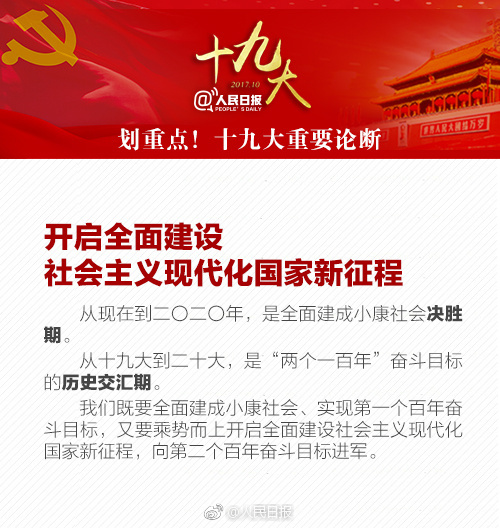 十九大
2017.10
@人民日报
PEOPLE'S DAILY
划重点！十九大重要论断
开启全面建设
社会主义现代化国家新征程
从现在到二〇二〇年，是全面建成小康社会决胜
期。
从十九大到二十大，是“两个一百年”奋斗目标
的历史交汇期。
我们既要全面建成小康社会、实现第一个百年奋
斗目标，又要乘势而上开启全面建设社会主义现代化
国家新征程，向第二个百年奋斗目标进军。
@人民日报